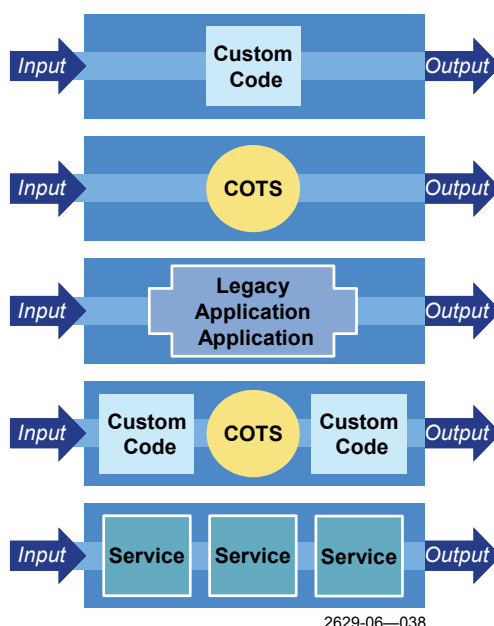 Input
Custom
Code
Output
Input
COTS
Output
Input
Legacy
Application
Application
Output
Input
Custom
Code
COTS
Custom
Code
Output
Input
Service
Service
Service
Output
2629-06—038